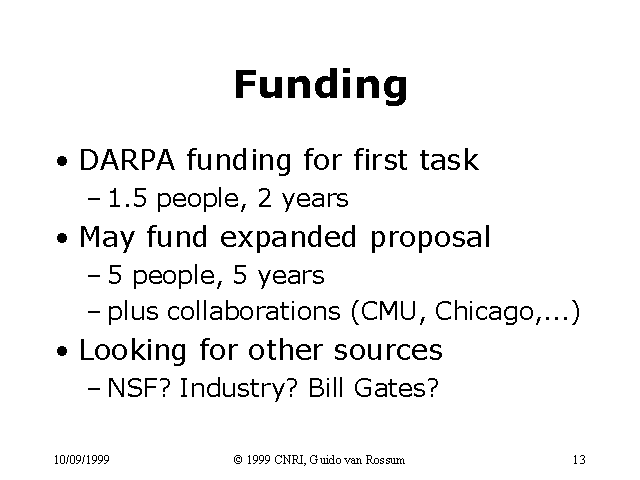 Funding
• DARPA funding for first task
– 1.5 people, 2 years
• May fund expanded proposal
– 5 people, 5 years
– plus collaborations (CMU, Chicago,...)
• Looking for other sources
– NSF? Industry? Bill Gates?
10/09/1999 © 1999 CNRI, Guido van Rossum 13